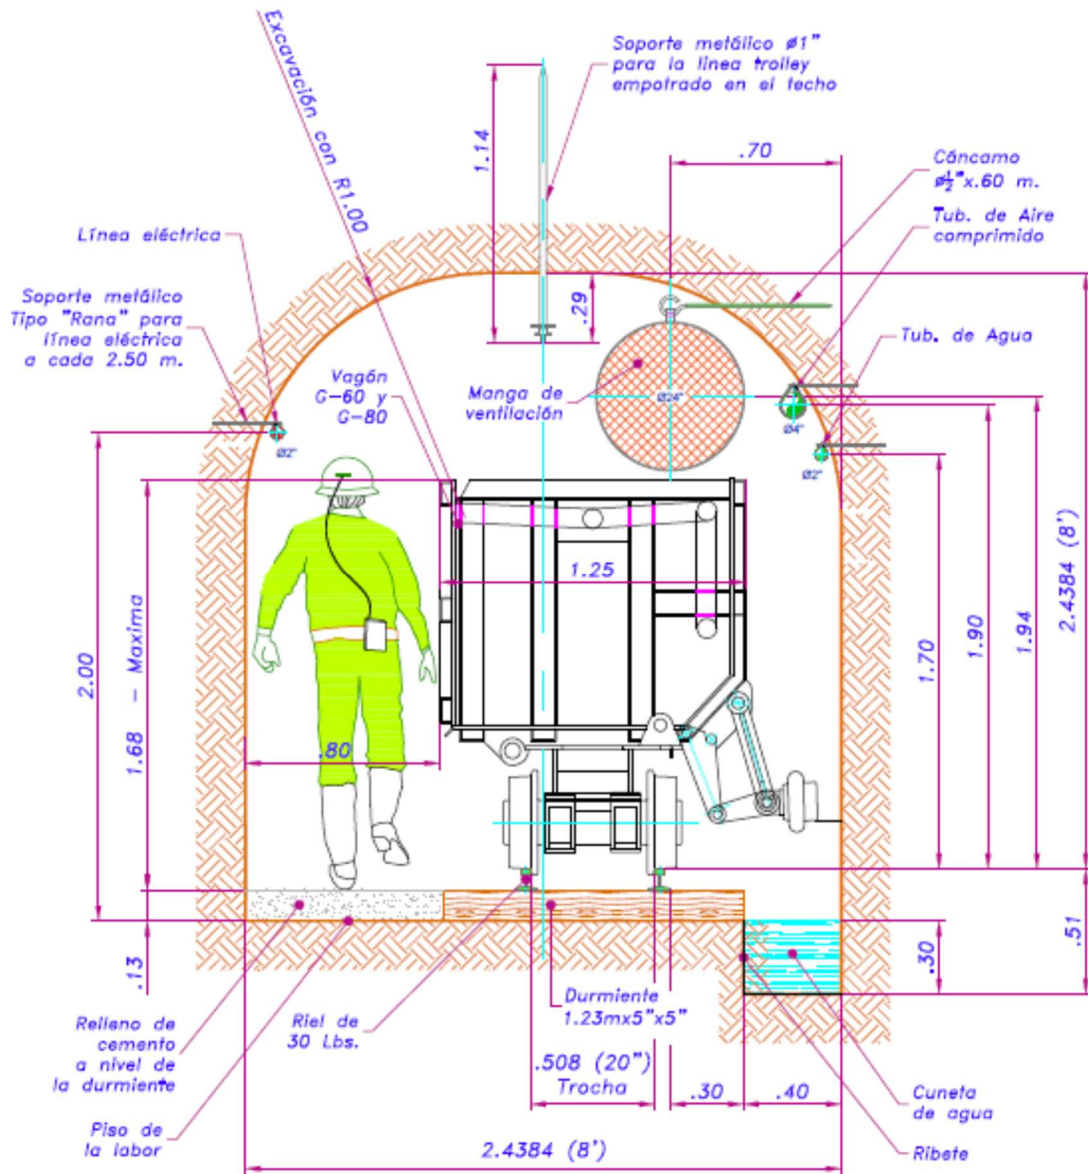 Excavación con R1.00
Soporte metálico ø1"
para la linea trolley
empotrado en el techo
1.14
.70
Cáncamo
ø½"x.60 m.
Tub. de Aire
comprimido
Línea eléctrica
Soporte metálico
Tipo "Rana" para
línea eléctrica
a cada 2.50 m.
.29
Tub. de Agua
Vagón
G-60 y
G-80
Manga de
ventilación
Ø24"
Ø4"
Ø2"
Ø2"
1.25
2.00
1.68 - Maxima
.80
1.70
1.90
1.94
2.4384 (8')
.13
.30
.51
Relleno de
cemento
a nivel de
la durmiente
Riel de
30 Lbs.
Durmiente
1.23mx5"x5"
.508 (20")
Trocha
.30
.40
Cuneta
de agua
Piso de
la labor
Ribete
2.4384 (8')